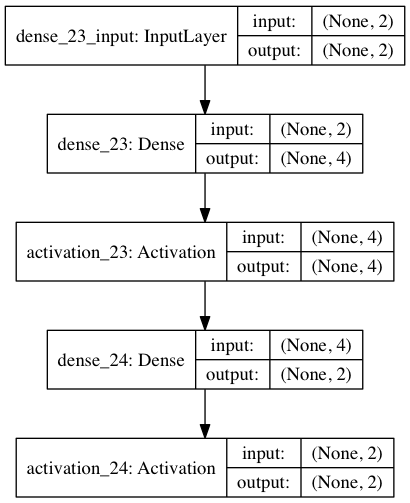 dense_23_input: InputLayer
input: (None, 2)
output: (None, 2)
dense_23: Dense
input: (None, 2)
output: (None, 4)
activation_23: Activation
input: (None, 4)
output: (None, 4)
dense_24: Dense
input: (None, 4)
output: (None, 2)
activation_24: Activation
input: (None, 2)
output: (None, 2)